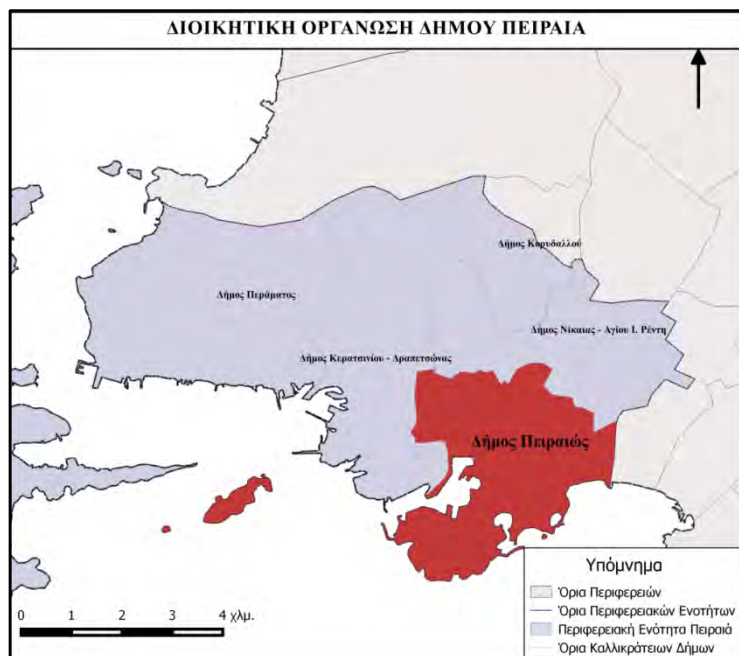 ΔΙΟΙΚΗΤΙΚΗ ΟΡΓΑΝΩΣΗ ΔΗΜΟΥ ΠΕΙΡΑΙΑ
Δήμος Κορυδαλλού
Δήμος Περάματος
Δήμος Νίκαιας - Αγίου Ι. Ρέντη
Δήμος Κερατσινίου - Δραπετσώνας
Δήμος Πειραιώς
Υπόμνημα
Όρια Περιφερειών
Όρια Περιφερειακών Ενοτήτων
Περιφερειακή Ενότητα Πειραιά
Όρια Καλλικράτειων Δήμων
0 1 2 3 4 χλμ.